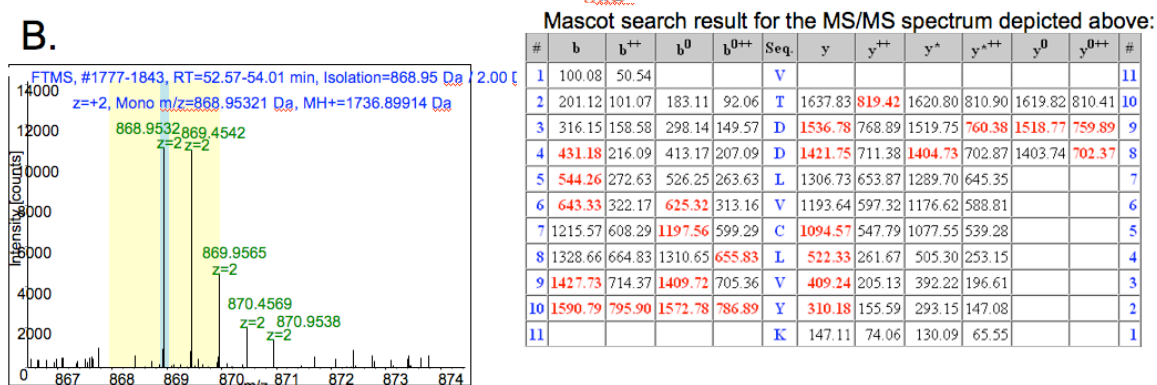 B.
Mascot search result for the MS/MS spectrum depicted above:
FTMS, #1777-1843, RT=52.57-54.01 min, Isolation=868.95 Da / 2.00
z=+2, Mono m/z=868.95321 Da, MH+=1736.89914 Da
868.9532 869.4542
z=2 z=2
869.9565
z=2
870.4569
z=2
870.9538
z=2
Intensity [counts]
14000
12000
10000
8000
6000
4000
2000
0
867 868 869 870 m/z 871 872 873 874
# b b++ b0 b0++ Seq. y y++ y* y*++ y0 y0++ #
1 100.08 50.54 V 11
2 201.12 101.07 183.11 92.06 T 1637.83 819.42 1620.80 810.90 1619.82 810.41 10
3 316.15 158.58 298.14 149.57 D 1536.78 768.89 1519.75 760.38 1518.77 759.89 9
4 431.18 216.09 413.17 207.09 D 1421.75 711.38 1404.73 702.87 1403.74 702.37 8
5 544.26 272.63 526.25 263.63 L 1306.73 653.87 1289.70 645.35 7
6 643.33 322.17 625.32 313.16 V 1193.64 597.32 1176.62 588.81 6
7 1215.57 608.29 1197.56 599.29 C 1094.57 547.79 1077.55 539.28 5
8 1328.66 664.83 1310.65 655.83 L 522.33 261.67 505.30 253.15 4
9 1427.73 714.37 1409.72 705.36 V 409.24 205.13 392.22 196.61 3
10 1590.79 795.90 1572.78 786.89 Y 310.18 155.59 293.15 147.08 2
11 K 147.11 74.06 130.09 65.55 1